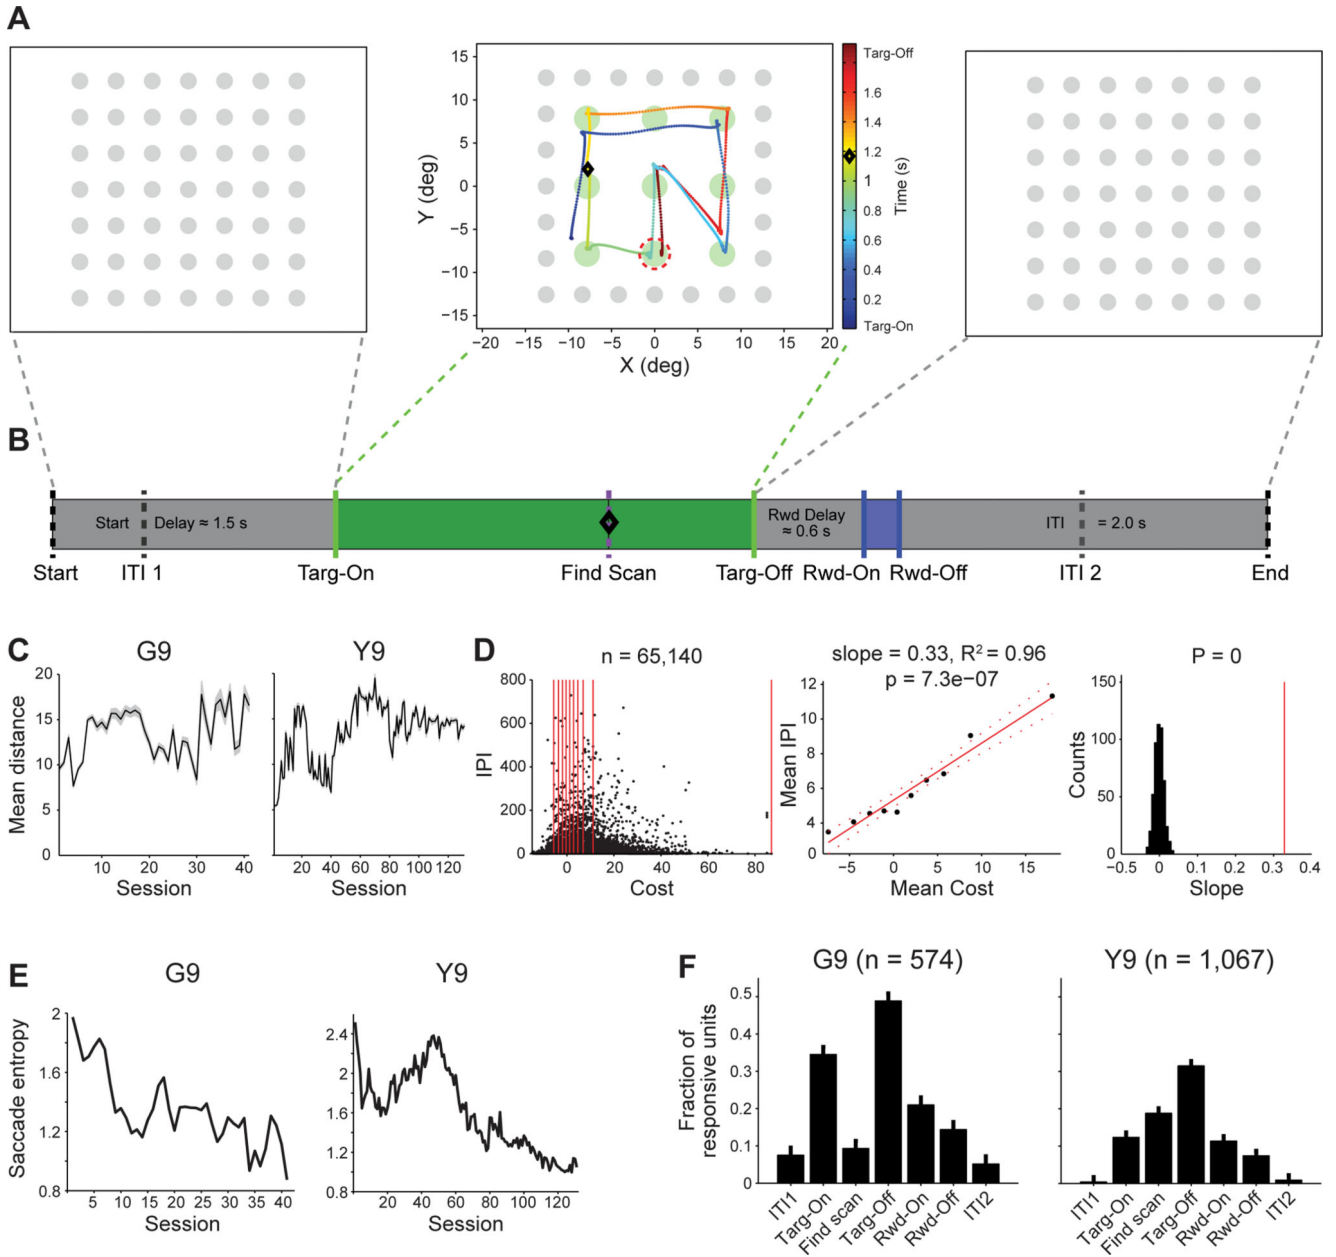 A
15
10
5
0
−5
−10
−15
−20
−15
−10
−5
0
5
10
15
20
Y (deg)
X (deg)
Targ-Off
1.6
1.4
1.2
1
0.8
0.6
0.4
0.2
Targ-On
Time (s)
B
Start
Delay ≈ 1.5 s
Rwd Delay
≈ 0.6 s
ITI
= 2.0 s
Start
ITI 1
Targ-On
Find Scan
Targ-Off
Rwd-On
Rwd-Off
ITI 2
End
C
G9
20
15
10
5
0
10
20
30
40
Mean distance
Session
Y9
20
50
80
100
120
Session
D
n = 65,140
800
600
400
200
0
0
20
40
60
80
IPI
Cost
slope = 0.33, R² = 0.96
p = 7.3e−07
12
10
8
6
4
0
−5
0
5
10
15
Mean IPI
Mean Cost
P = 0
150
100
50
0
−0.5
0
0.1
0.2
0.3
0.4
Counts
Slope
E
G9
2
1.6
1.2
0.8
5
10
15
20
25
30
35
40
Saccade entropy
Session
Y9
2.4
2
1.6
1.2
0.8
20
40
60
80
100
120
Session
F
G9 (n = 574)
0.5
0.4
0.3
0.2
0.1
0
Fraction of
responsive units
ITI1
Targ-On
Find scan
Targ-Off
Rwd-On
Rwd-Off
ITI2
Y9 (n = 1,067)
ITI1
Targ-On
Find scan
Targ-Off
Rwd-On
Rwd-Off
ITI2